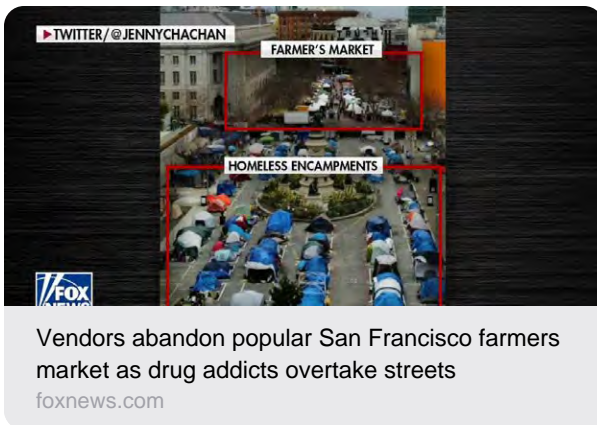 ▶TWITTER/@JENNYCHACHAN
FARMER'S MARKET
HOMELESS ENCAMPMENTS
FOX
NEWS
Vendors abandon popular San Francisco farmers
market as drug addicts overtake streets
foxnews.com